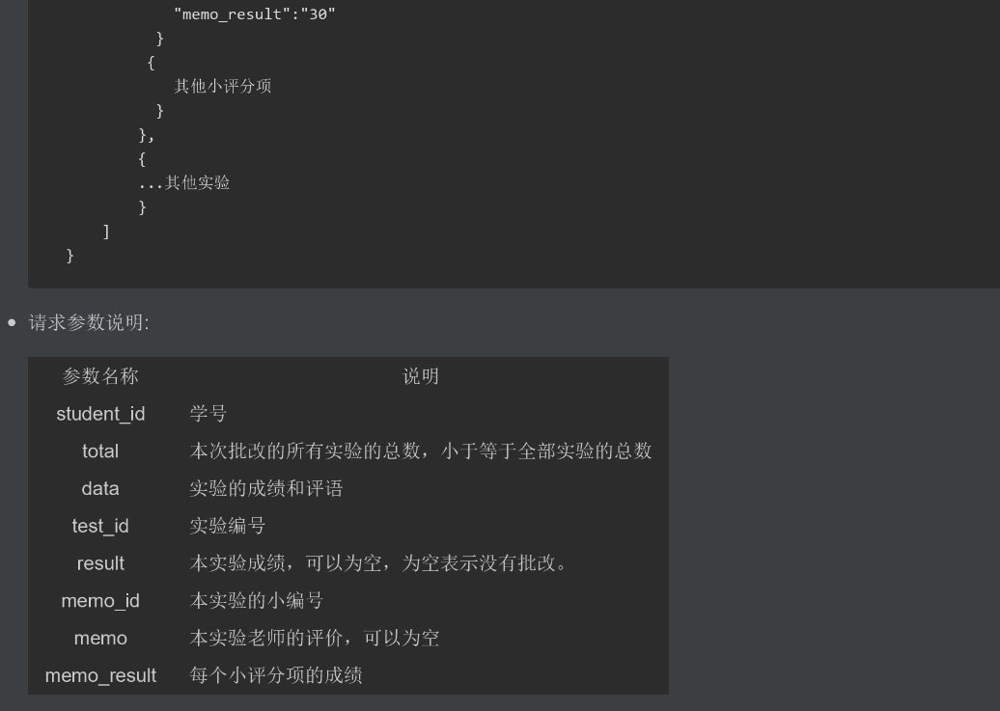 "memo_result":"30"
}
{
其他小评分项
}
},
{
...其他实验
}
]
}
请求参数说明:
参数名称 说明
student_id 学号
total 本次批改的所有实验的总数，小于等于全部实验的总数
data 实验的成绩和评语
test_id 实验编号
result 本实验成绩，可以为空，为空表示没有批改。
memo_id 本实验的小编号
memo 本实验老师的评价，可以为空
memo_result 每个小评分项的成绩